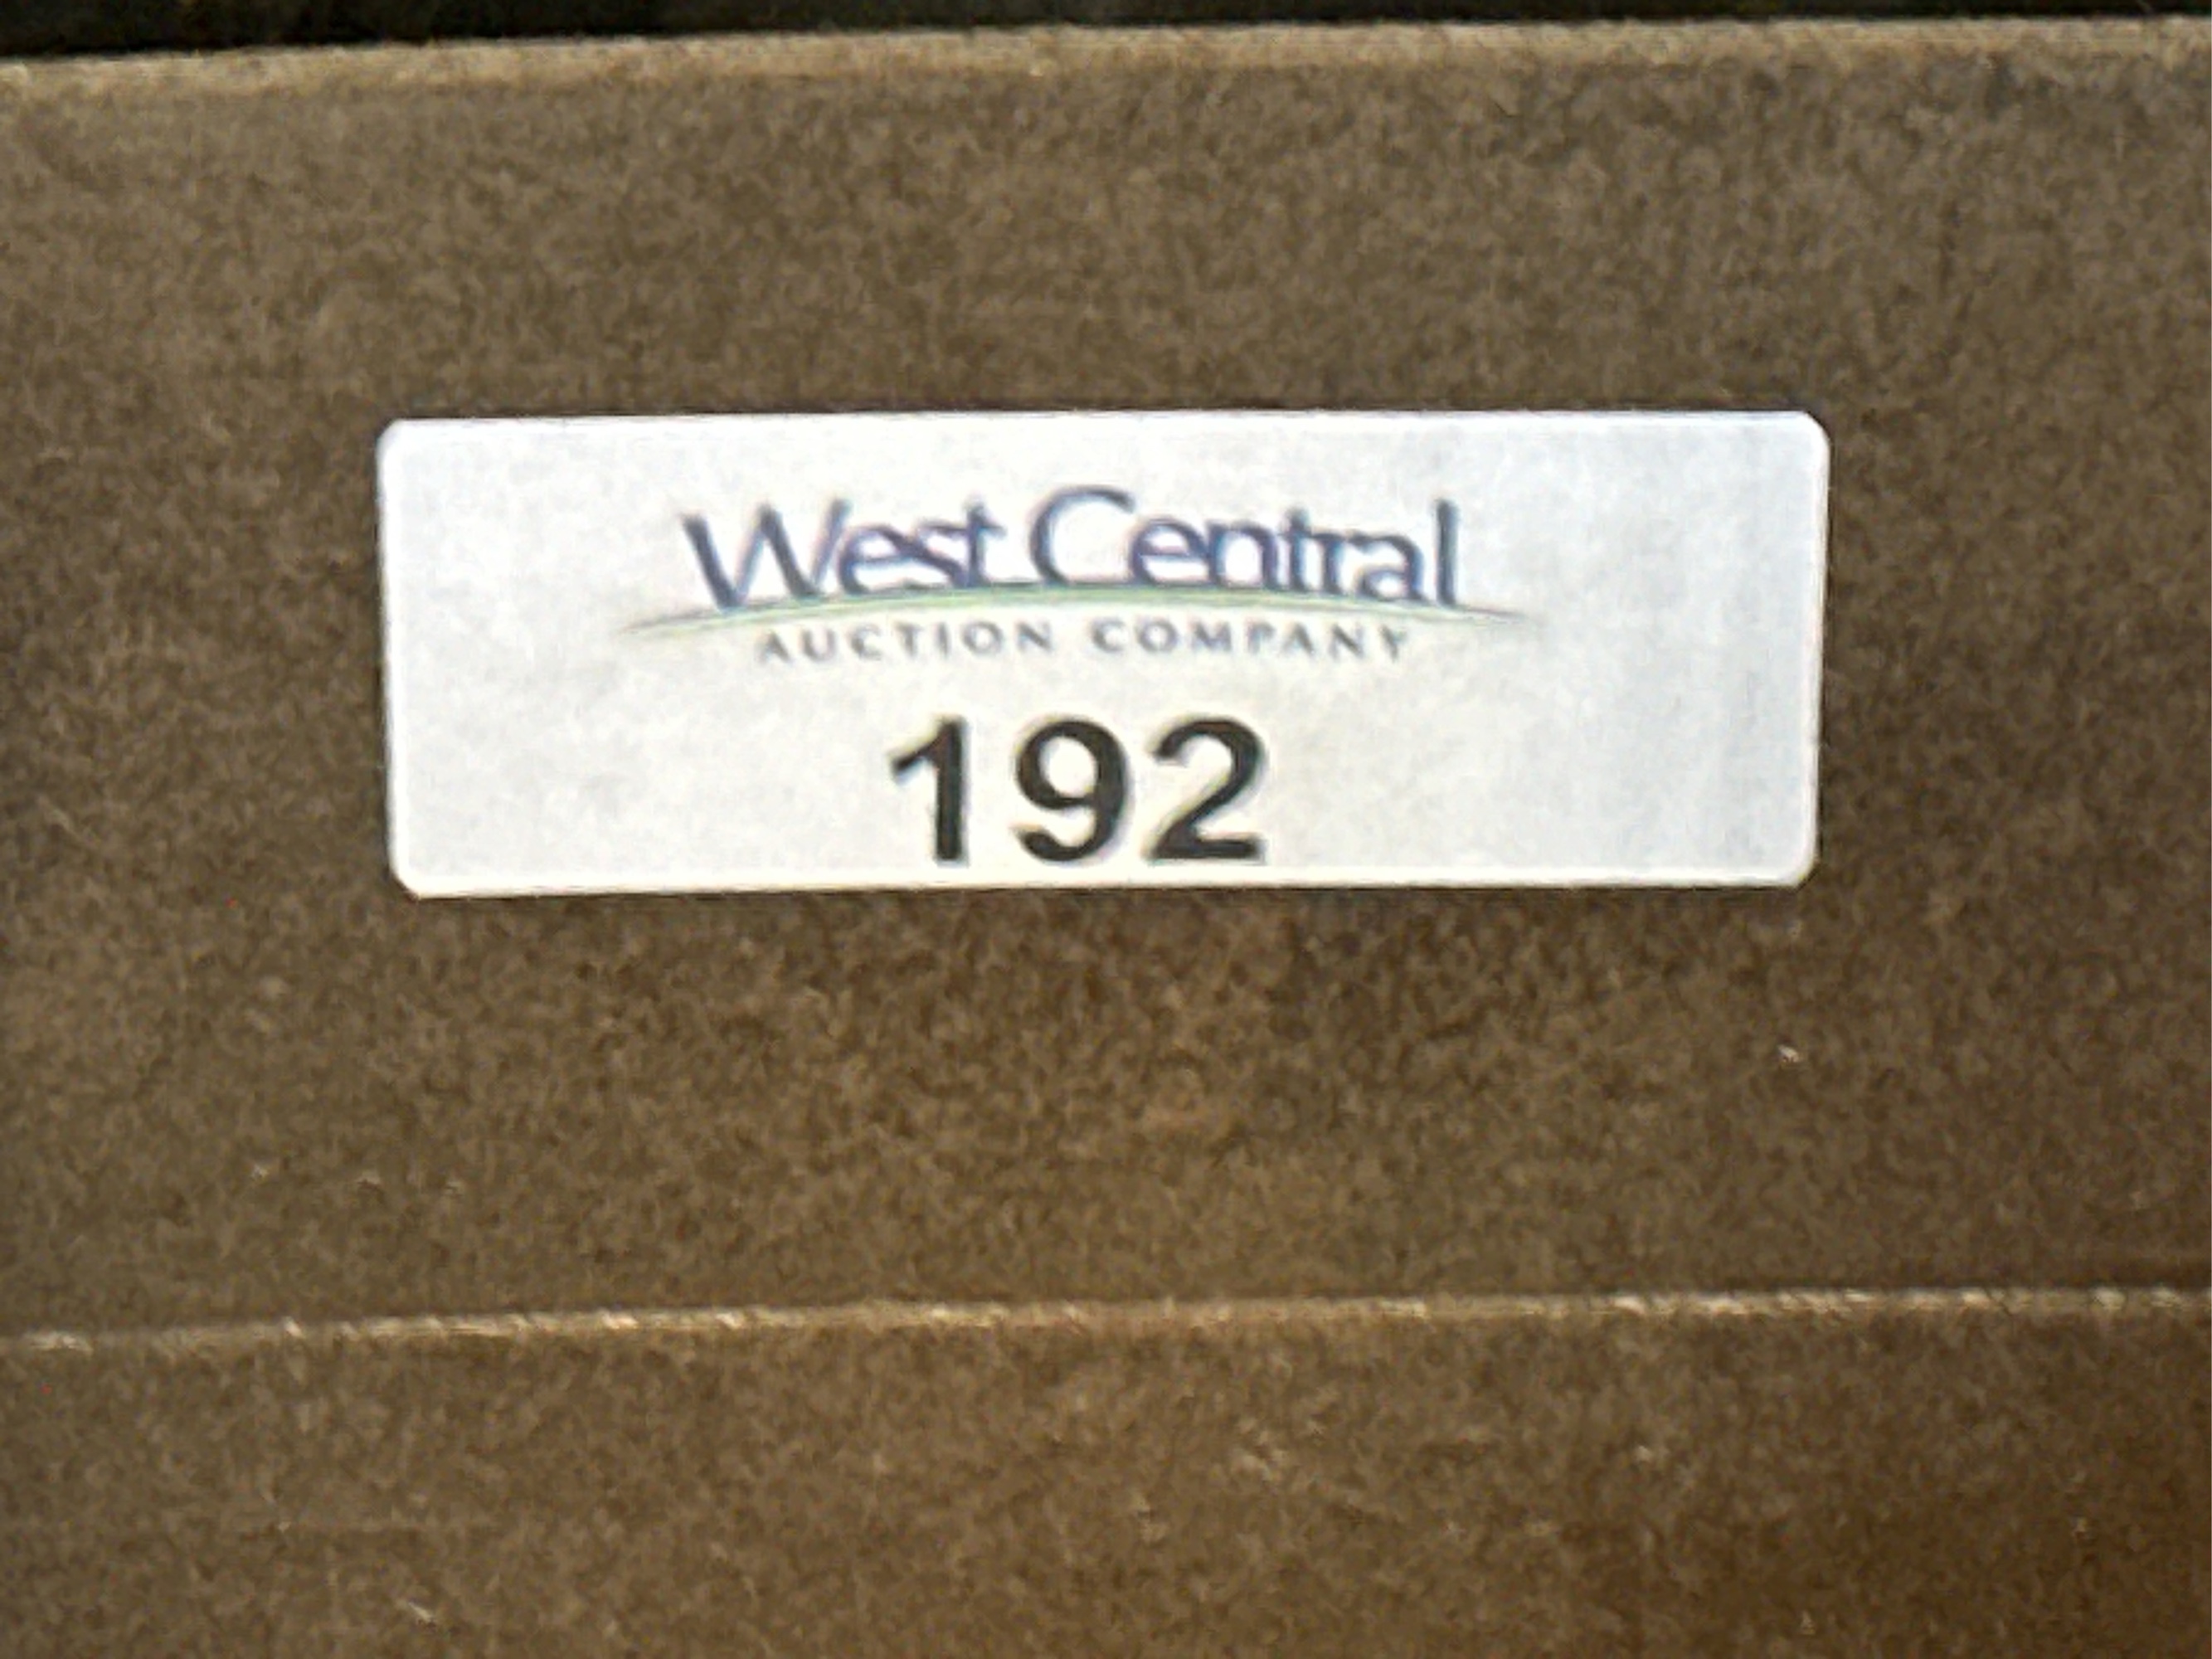 West Central
AUCTION COMPANY
192